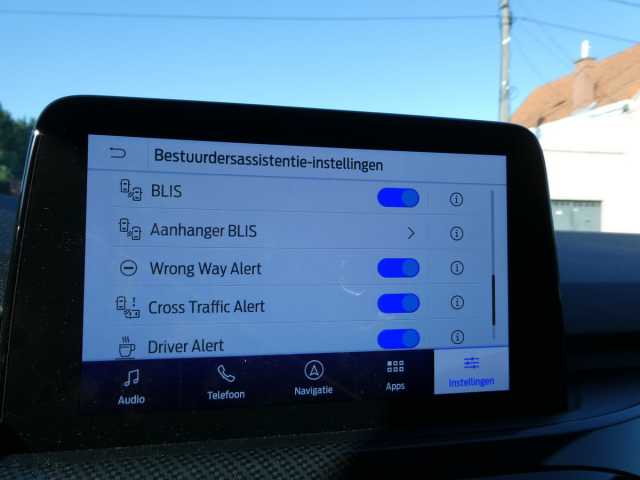 Bestuurdersassistentie-instellingen
BLIS
Aanhanger BLIS
Wrong Way Alert
Cross Traffic Alert
Driver Alert
Audio
Telefoon
Navigatie
Apps
Instellingen